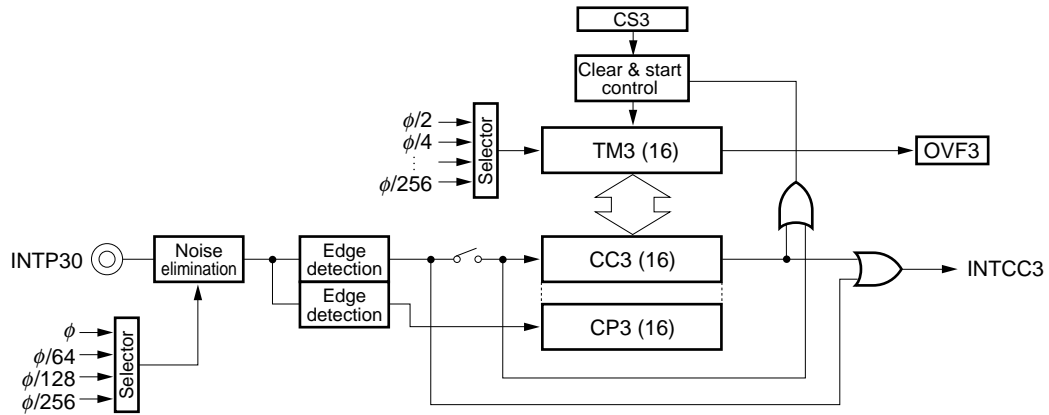 CS3
Clear & start
control
φ/2
φ/4
⋮
φ/256
Selector
TM3 (16)
OVF3
INTP30
Noise
elimination
Edge
detection
Edge
detection
CC3 (16)
CP3 (16)
INTCC3
φ
φ/64
φ/128
φ/256
Selector